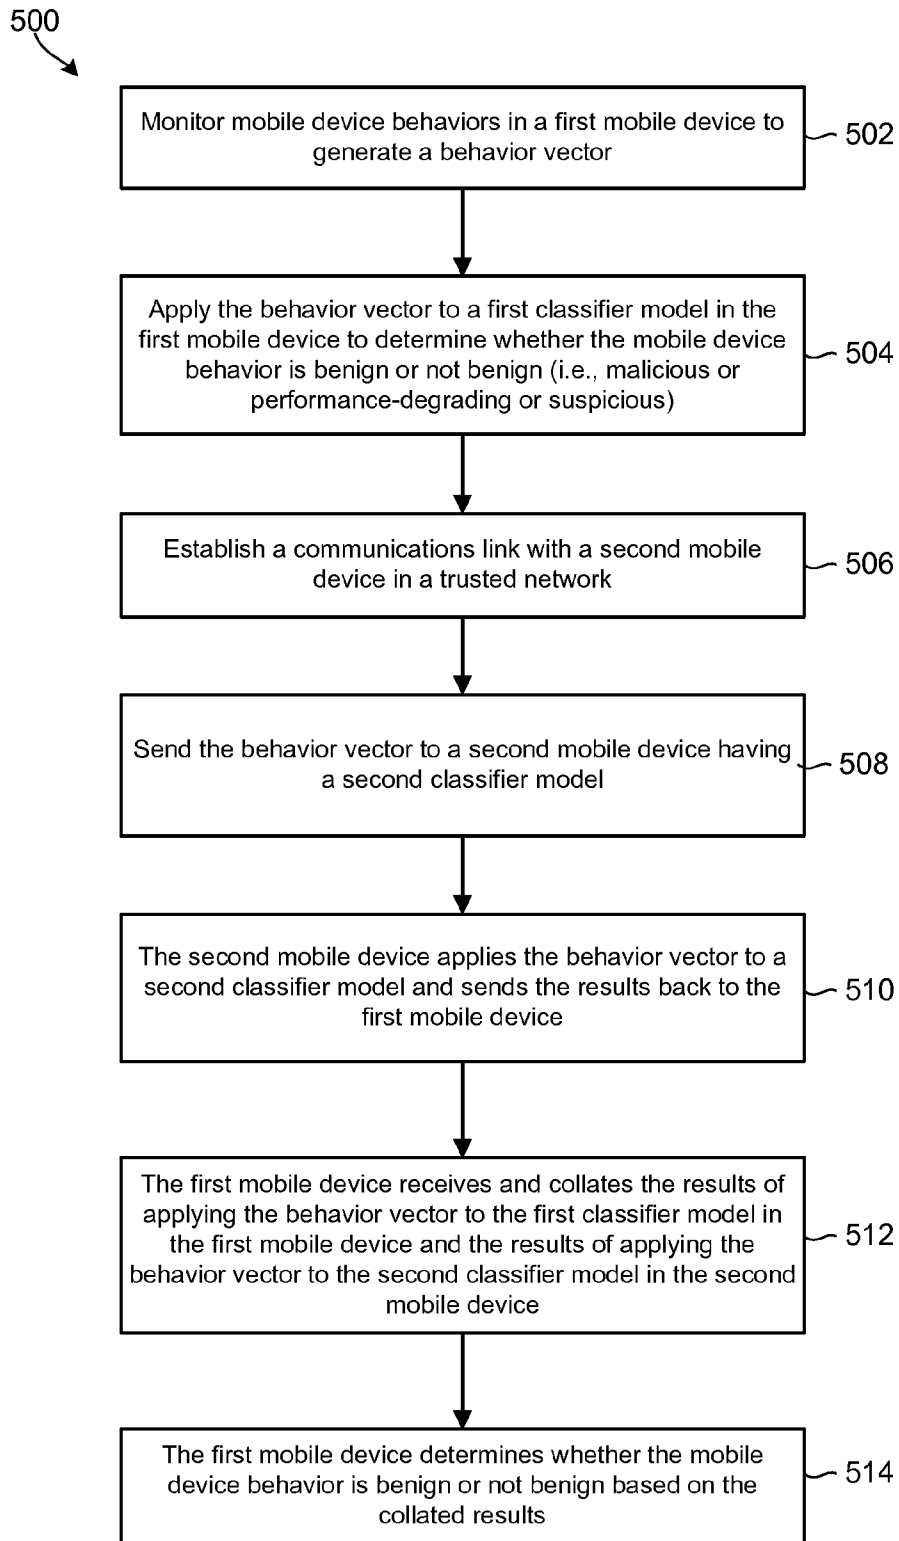 500
Monitor mobile device behaviors in a first mobile device to
generate a behavior vector
502
Apply the behavior vector to a first classifier model in the
first mobile device to determine whether the mobile device
behavior is benign or not benign (i.e., malicious or
performance-degrading or suspicious)
504
Establish a communications link with a second mobile
device in a trusted network
506
Send the behavior vector to a second mobile device having
a second classifier model
508
The second mobile device applies the behavior vector to a
second classifier model and sends the results back to the
first mobile device
510
The first mobile device receives and collates the results of
applying the behavior vector to the first classifier model in
the first mobile device and the results of applying the
behavior vector to the second classifier model in the second
mobile device
512
The first mobile device determines whether the mobile
device behavior is benign or not benign based on the
collated results
514